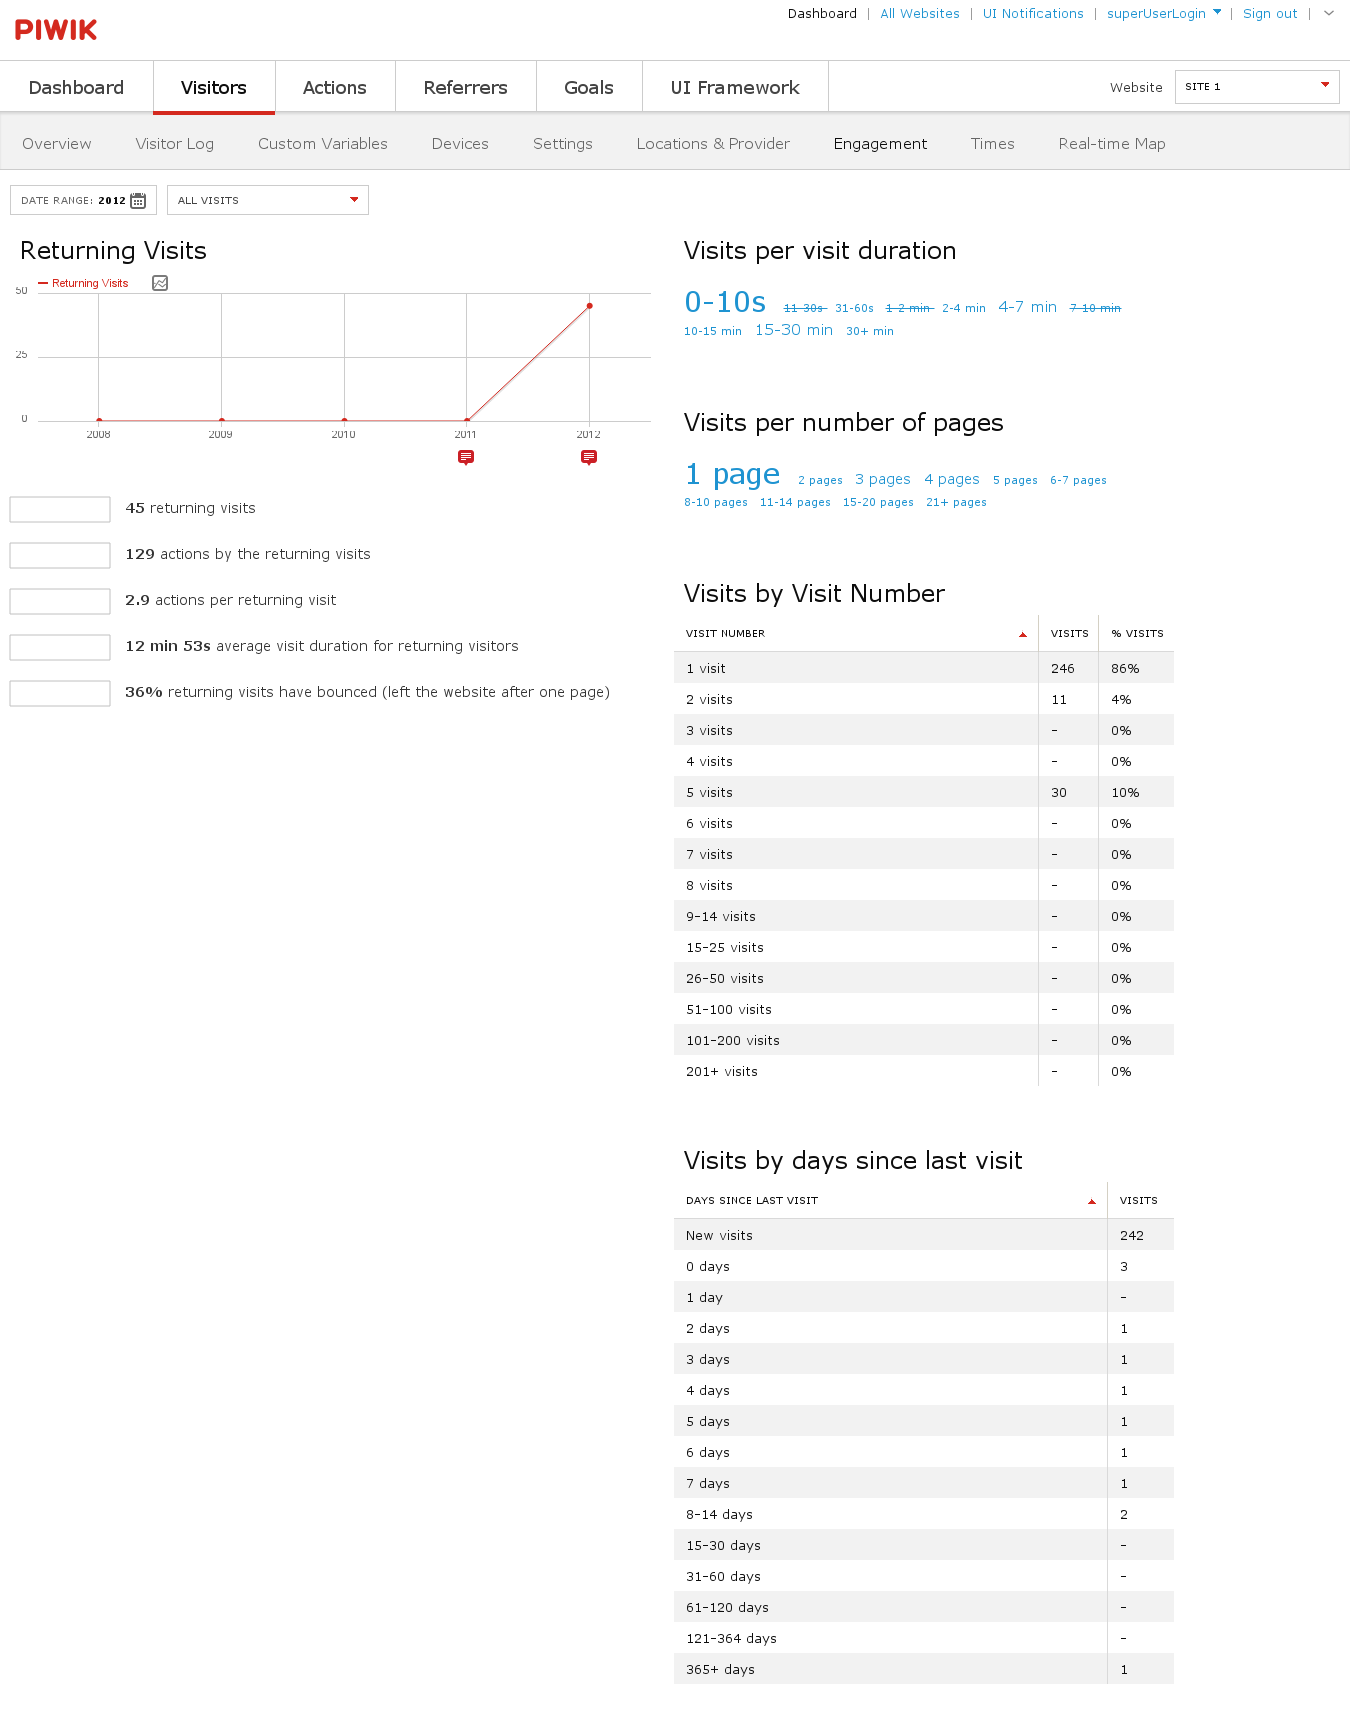 PIWIK
Dashboard | All Websites | UI Notifications | superUserLogin | Sign out |
Dashboard Visitors Actions Referrers Goals UI Framework
Website SITE 1
Overview Visitor Log Custom Variables Devices Settings Locations & Provider Engagement Times Real-time Map
DATE RANGE: 2012 ALL VISITS
Returning Visits
Returning Visits
50
25
0
2008 2009 2010 2011 2012
45 returning visits
129 actions by the returning visits
2.9 actions per returning visit
12 min 53s average visit duration for returning visitors
36% returning visits have bounced (left the website after one page)
Visits per visit duration
0-10s 11-30s 31-60s 1-2 min 2-4 min 4-7 min 7-10 min
10-15 min 15-30 min 30+ min
Visits per number of pages
1 page 2 pages 3 pages 4 pages 5 pages 6-7 pages
8-10 pages 11-14 pages 15-20 pages 21+ pages
Visits by Visit Number
VISIT NUMBER VISITS % VISITS
1 visit 246 86%
2 visits 11 4%
3 visits - 0%
4 visits - 0%
5 visits 30 10%
6 visits - 0%
7 visits - 0%
8 visits - 0%
9-14 visits - 0%
15-25 visits - 0%
26-50 visits - 0%
51-100 visits - 0%
101-200 visits - 0%
201+ visits - 0%
Visits by days since last visit
DAYS SINCE LAST VISIT VISITS
New visits 242
0 days 3
1 day -
2 days 1
3 days 1
4 days 1
5 days 1
6 days 1
7 days 1
8-14 days 2
15-30 days -
31-60 days -
61-120 days -
121-364 days -
365+ days 1